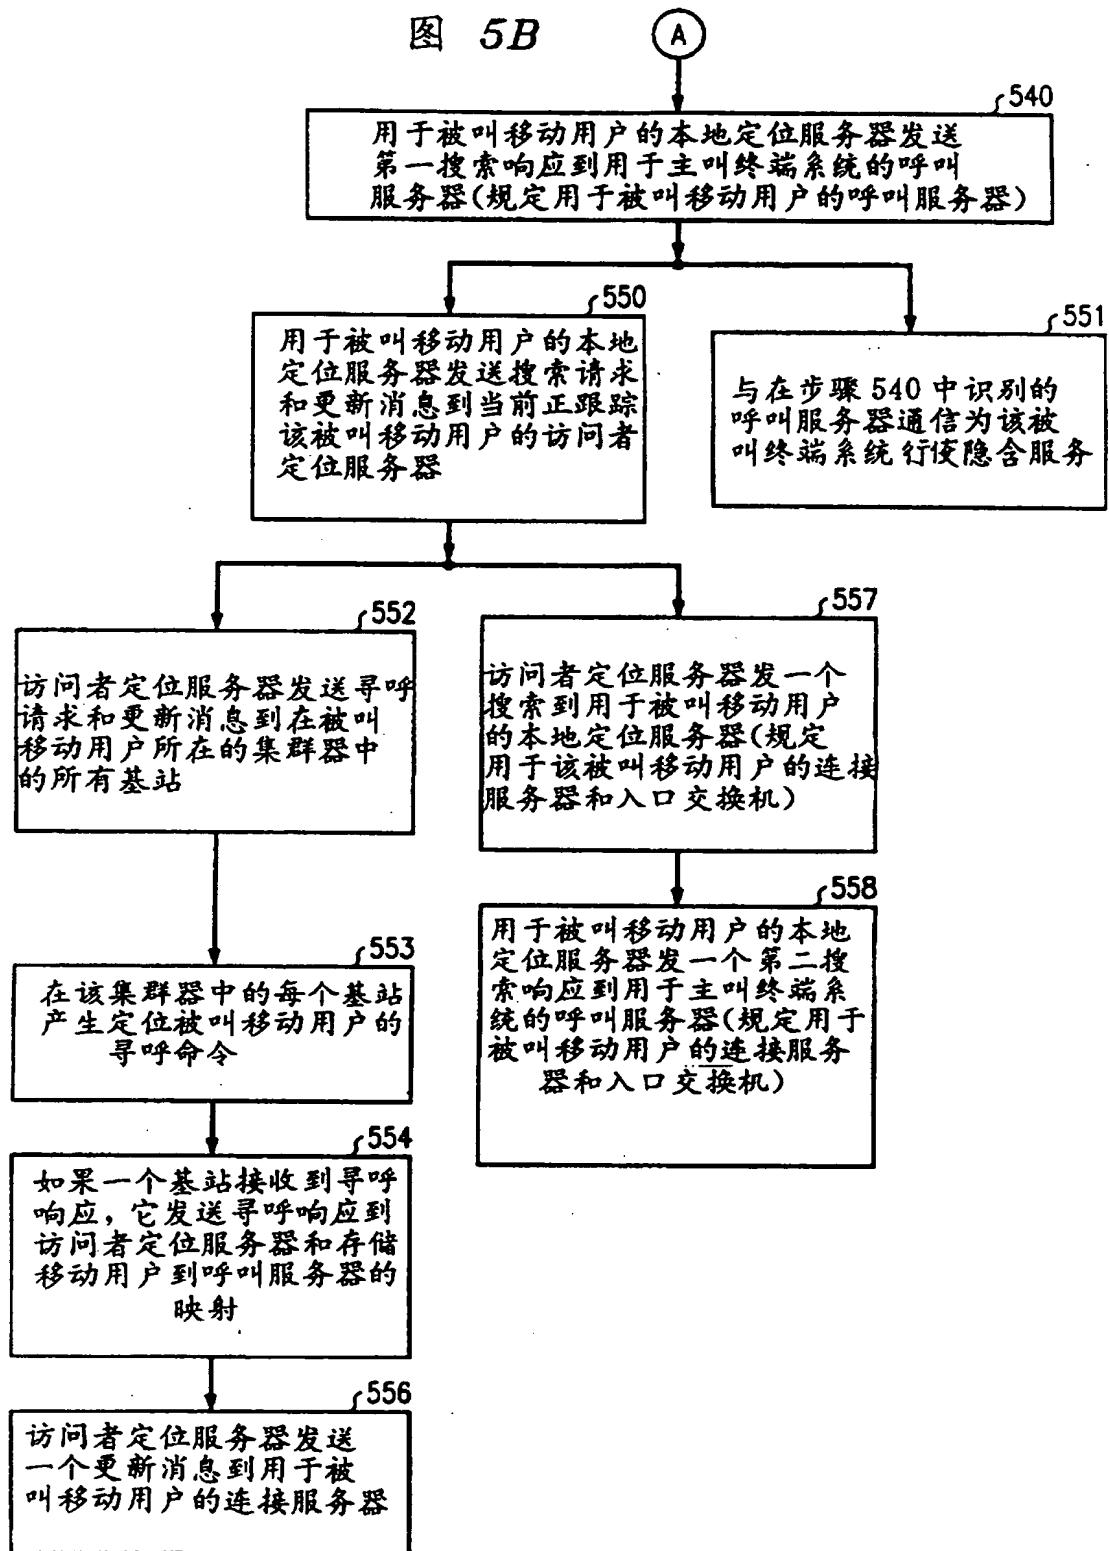 图 5B
A
540
用于被叫移动用户的本地定位服务器发送
第一搜索响应到用于主叫终端系统的呼叫
服务器(规定用于被叫移动用户的呼叫服务器)
550
用于被叫移动用户的本地
定位服务器发送搜索请求
和更新消息到当前正跟踪
该被叫移动用户的访问者
定位服务器
551
与在步骤540中识别的
呼叫服务器通信为该被
叫终端系统行使隐含服务
552
访问者定位服务器发送寻呼
请求和更新消息到在被叫
移动用户所在的集群器中
的所有基站
557
访问者定位服务器发一个
搜索到用于被叫移动用户
的本地定位服务器(规定
用于该被叫移动用户的连接
服务器和入口交换机)
558
用于被叫移动用户的本地
定位服务器发一个第二搜
索响应到用于主叫终端系
统的呼叫服务器(规定用于
被叫移动用户的连接服务
器和入口交换机)
553
在该集群器中的每个基站
产生定位被叫移动用户的
寻呼命令
554
如果一个基站接收到寻呼
响应，它发送寻呼响应到
访问者定位服务器和存储
移动用户到呼叫服务器的
映射
556
访问者定位服务器发送
一个更新消息到用于被
叫移动用户的连接服务器